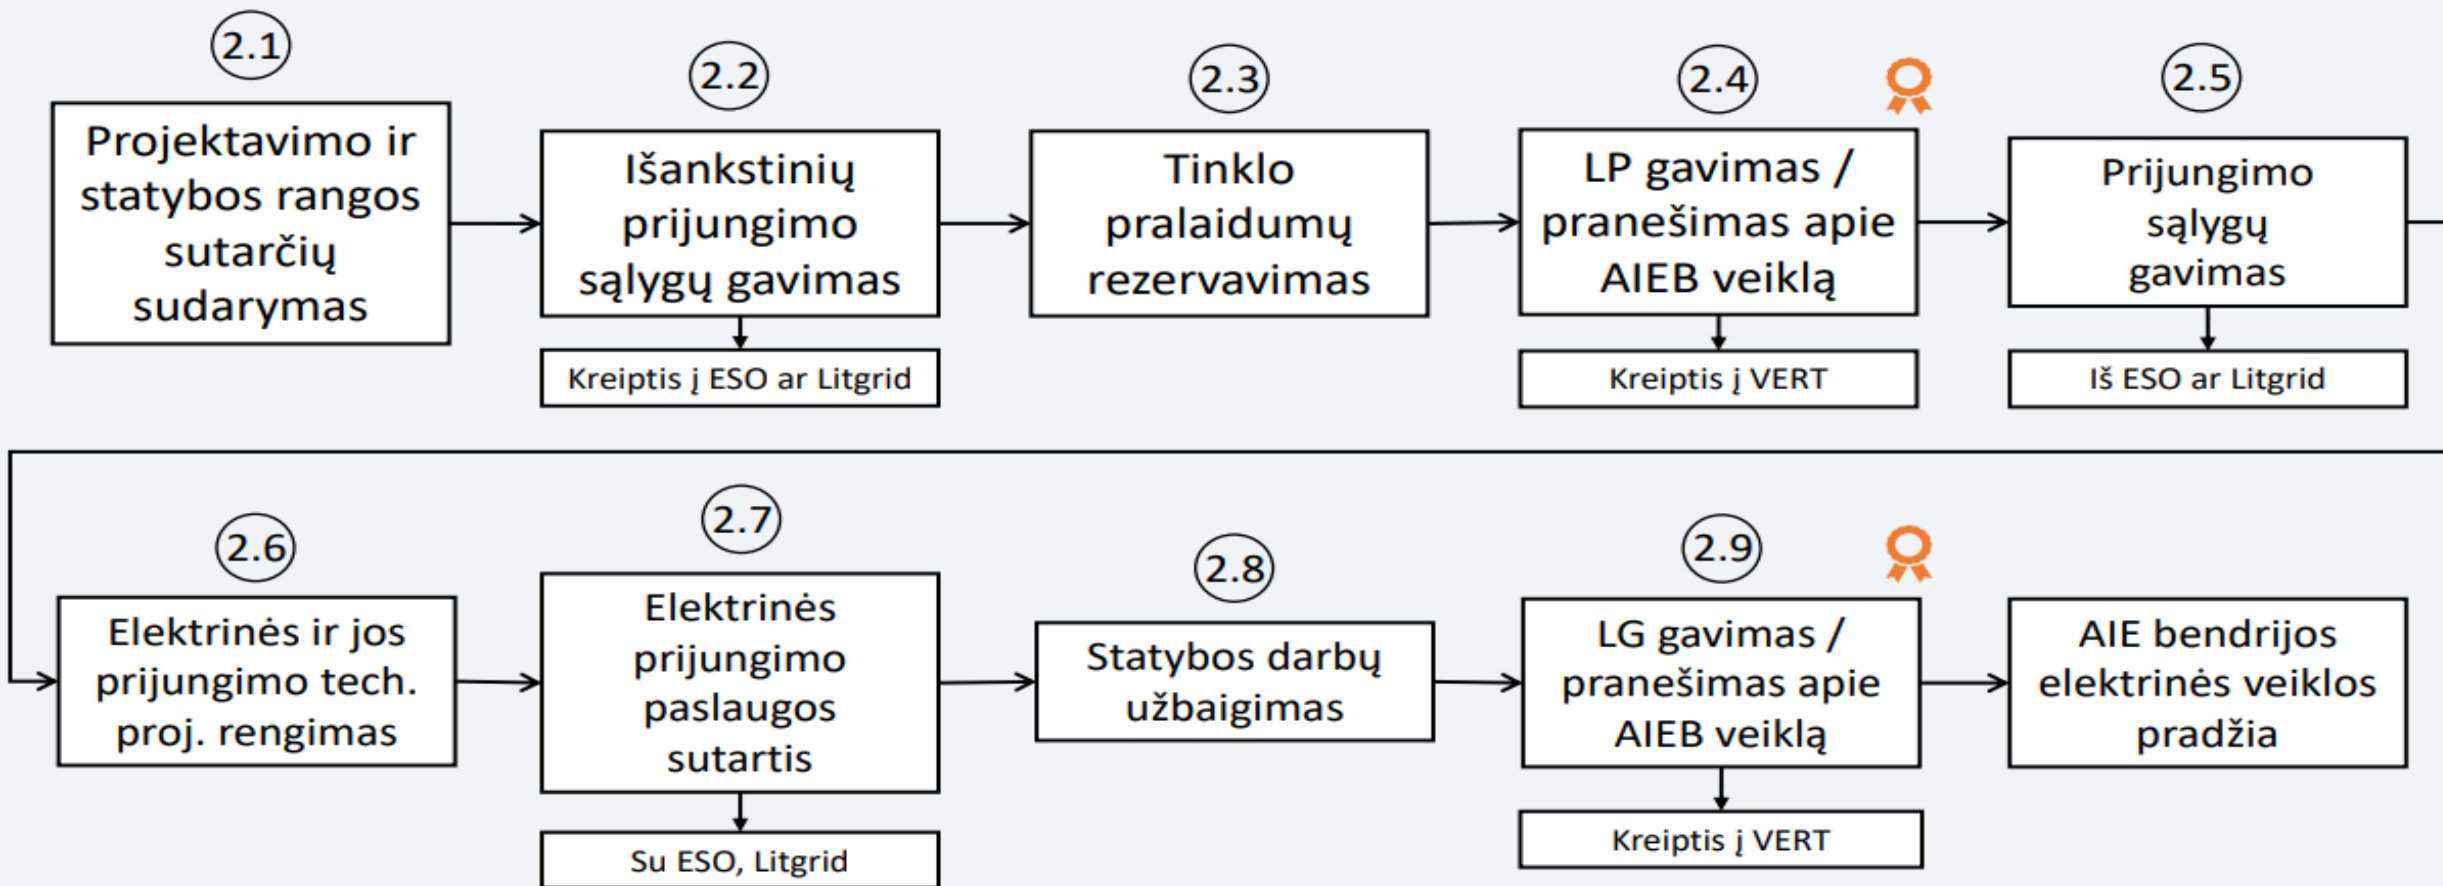 2.1
Projektavimo ir
statybos rangos
sutarčių
sudarymas
2.2
Išankstinių
prijungimo
sąlygų gavimas
Kreiptis į ESO ar Litgrid
2.3
Tinklo
pralaidumų
rezervavimas
2.4
LP gavimas /
pranešimas apie
AIEB veiklą
Kreiptis į VERT
2.5
Prijungimo
sąlygų
gavimas
Iš ESO ar Litgrid
2.6
Elektrinės ir jos
prijungimo tech.
proj. rengimas
2.7
Elektrinės
prijungimo
paslaugos
sutartis
Su ESO, Litgrid
2.8
Statybos darbų
užbaigimas
2.9
LG gavimas /
pranešimas apie
AIEB veiklą
Kreiptis į VERT
AIE bendrijos
elektrinės veiklos
pradžia